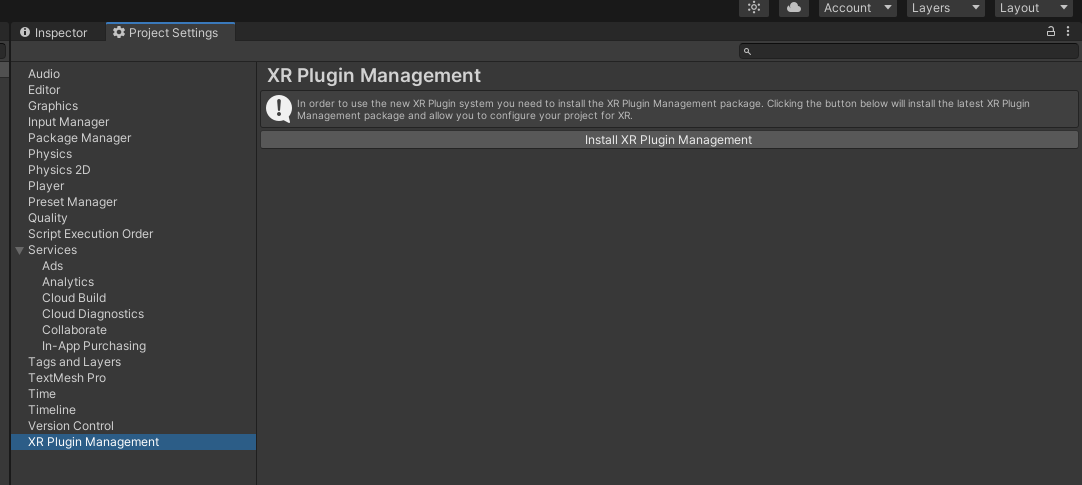 Account
Layers
Layout
Inspector
Project Settings
Audio
Editor
Graphics
Input Manager
Package Manager
Physics
Physics 2D
Player
Preset Manager
Quality
Script Execution Order
Services
Ads
Analytics
Cloud Build
Cloud Diagnostics
Collaborate
In-App Purchasing
Tags and Layers
TextMesh Pro
Time
Timeline
Version Control
XR Plugin Management
XR Plugin Management
In order to use the new XR Plugin system you need to install the XR Plugin Management package. Clicking the button below will install the latest XR Plugin
Management package and allow you to configure your project for XR.
Install XR Plugin Management